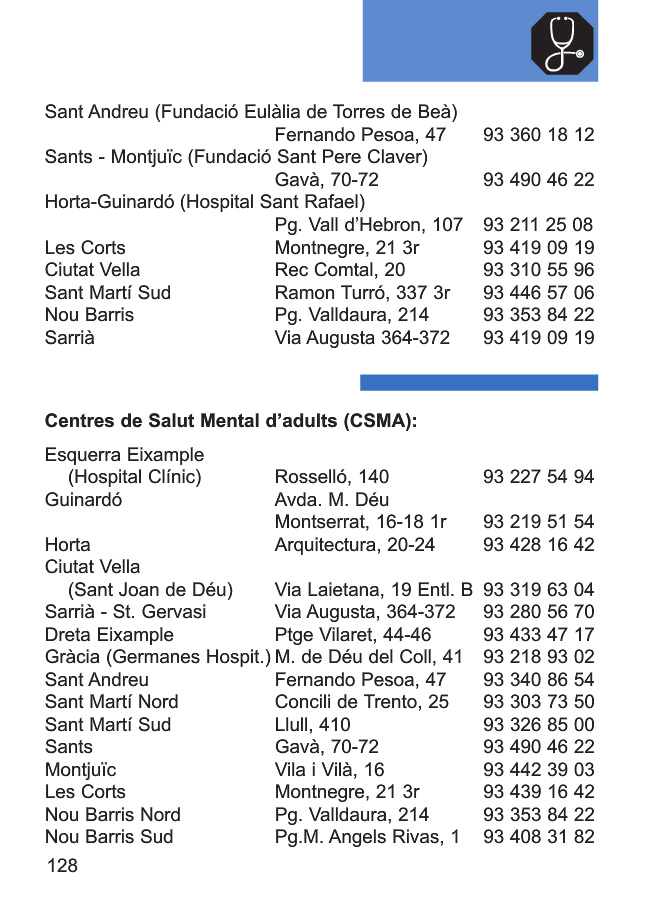 Sant Andreu (Fundació Eulàlia de Torres de Beà)
Fernando Pesoa, 47 93 360 18 12
Sants - Montjuïc (Fundació Sant Pere Claver)
Gavà, 70-72 93 490 46 22
Horta-Guinardó (Hospital Sant Rafael)
Pg. Vall d’Hebron, 107 93 211 25 08
Les Corts Montnegre, 21 3r 93 419 09 19
Ciutat Vella Rec Comtal, 20 93 310 55 96
Sant Martí Sud Ramon Turró, 337 3r 93 446 57 06
Nou Barris Pg. Valldaura, 214 93 353 84 22
Sarrià Via Augusta 364-372 93 419 09 19
Centres de Salut Mental d’adults (CSMA):
Esquerra Eixample
(Hospital Clínic) Rosselló, 140 93 227 54 94
Guinardó Avda. M. Déu
Montserrat, 16-18 1r 93 219 51 54
Horta Arquitectura, 20-24 93 428 16 42
Ciutat Vella
(Sant Joan de Déu) Via Laietana, 19 Entl. B 93 319 63 04
Sarrià - St. Gervasi Via Augusta, 364-372 93 280 56 70
Dreta Eixample Ptge Vilaret, 44-46 93 433 47 17
Gràcia (Germanes Hospit.) M. de Déu del Coll, 41 93 218 93 02
Sant Andreu Fernando Pesoa, 47 93 340 86 54
Sant Martí Nord Concili de Trento, 25 93 303 73 50
Sant Martí Sud Llull, 410 93 326 85 00
Sants Gavà, 70-72 93 490 46 22
Montjuïc Vila i Vilà, 16 93 442 39 03
Les Corts Montnegre, 21 3r 93 439 16 42
Nou Barris Nord Pg. Valldaura, 214 93 353 84 22
Nou Barris Sud Pg.M. Angels Rivas, 1 93 408 31 82
128